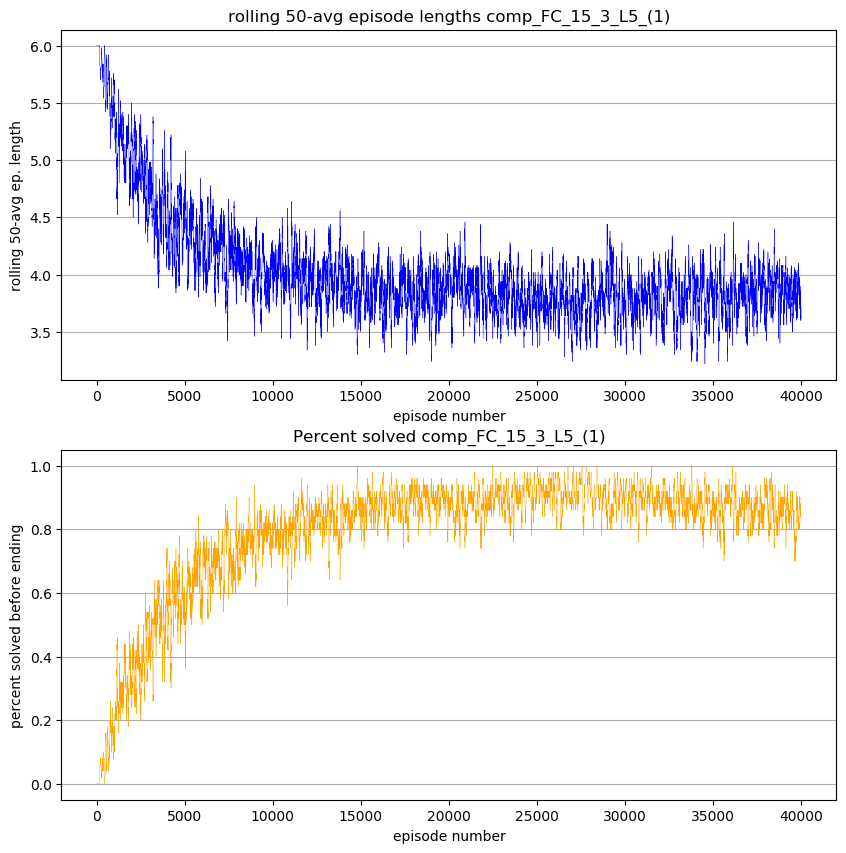 rolling 50-avg episode lengths comp_FC_15_3_L5_(1)
rolling 50-avg ep. length
6.0
5.5
5.0
4.5
4.0
3.5
0 5000 10000 15000 20000 25000 30000 35000 40000
episode number
Percent solved comp_FC_15_3_L5_(1)
percent solved before ending
1.0
0.8
0.6
0.4
0.2
0.0
0 5000 10000 15000 20000 25000 30000 35000 40000
episode number